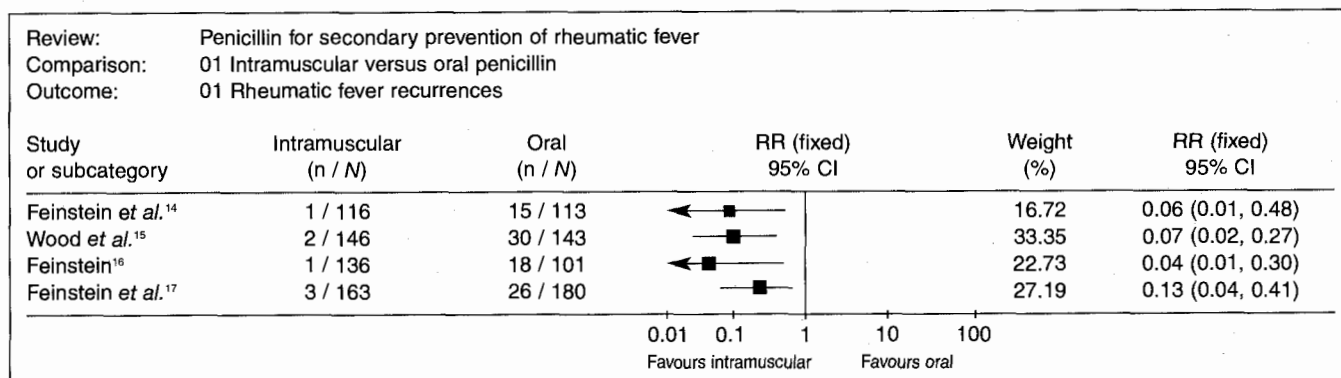 Review: Penicillin for secondary prevention of rheumatic fever
Comparison: 01 Intramuscular versus oral penicillin
Outcome: 01 Rheumatic fever recurrences
Study Intramuscular Oral RR (fixed) Weight RR (fixed)
or subcategory (n / N) (n / N) 95% CI (%) 95% CI
Feinstein et al.¹⁴ 1 / 116 15 / 113 16.72 0.06 (0.01, 0.48)
Wood et al.¹⁵ 2 / 146 30 / 143 33.35 0.07 (0.02, 0.27)
Feinstein¹⁶ 1 / 136 18 / 101 22.73 0.04 (0.01, 0.30)
Feinstein et al.¹⁷ 3 / 163 26 / 180 27.19 0.13 (0.04, 0.41)
0.01 0.1 1 10 100
Favours intramuscular Favours oral